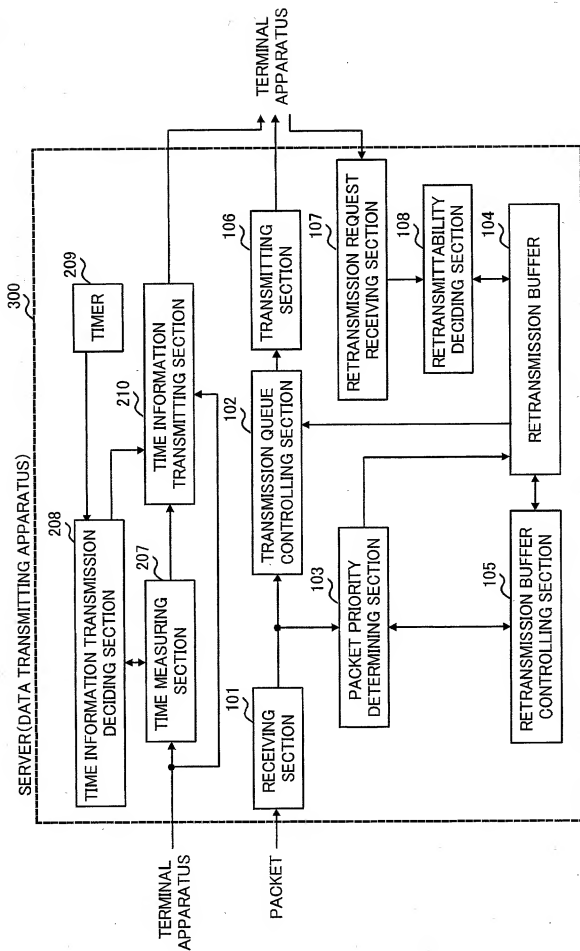 SERVER(DATA TRANSMITTING APPARATUS)
300
208
TIME INFORMATION TRANSMISSION
DECIDING SECTION
209
TIMER
207
TIME MEASURING
SECTION
210
TIME INFORMATION
TRANSMITTING SECTION
TERMINAL
APPARATUS
TERMINAL
APPARATUS
PACKET
101
RECEIVING
SECTION
102
TRANSMISSION QUEUE
CONTROLLING SECTION
106
TRANSMITTING
SECTION
103
PACKET PRIORITY
DETERMINING SECTION
107
RETRANSMISSION REQUEST
RECEIVING SECTION
108
RETRANSMITTABILITY
DECIDING SECTION
105
RETRANSMISSION BUFFER
CONTROLLING SECTION
104
RETRANSMISSION BUFFER